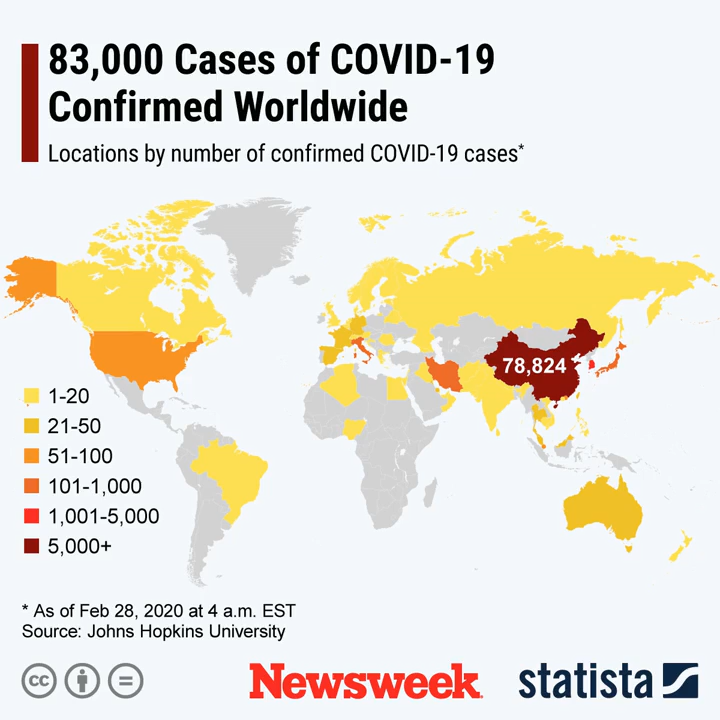 83,000 Cases of COVID-19
Confirmed Worldwide
Locations by number of confirmed COVID-19 cases*
78,824
1-20
21-50
51-100
101-1,000
1,001-5,000
5,000+
* As of Feb 28, 2020 at 4 a.m. EST
Source: Johns Hopkins University
cc
Newsweek
statista